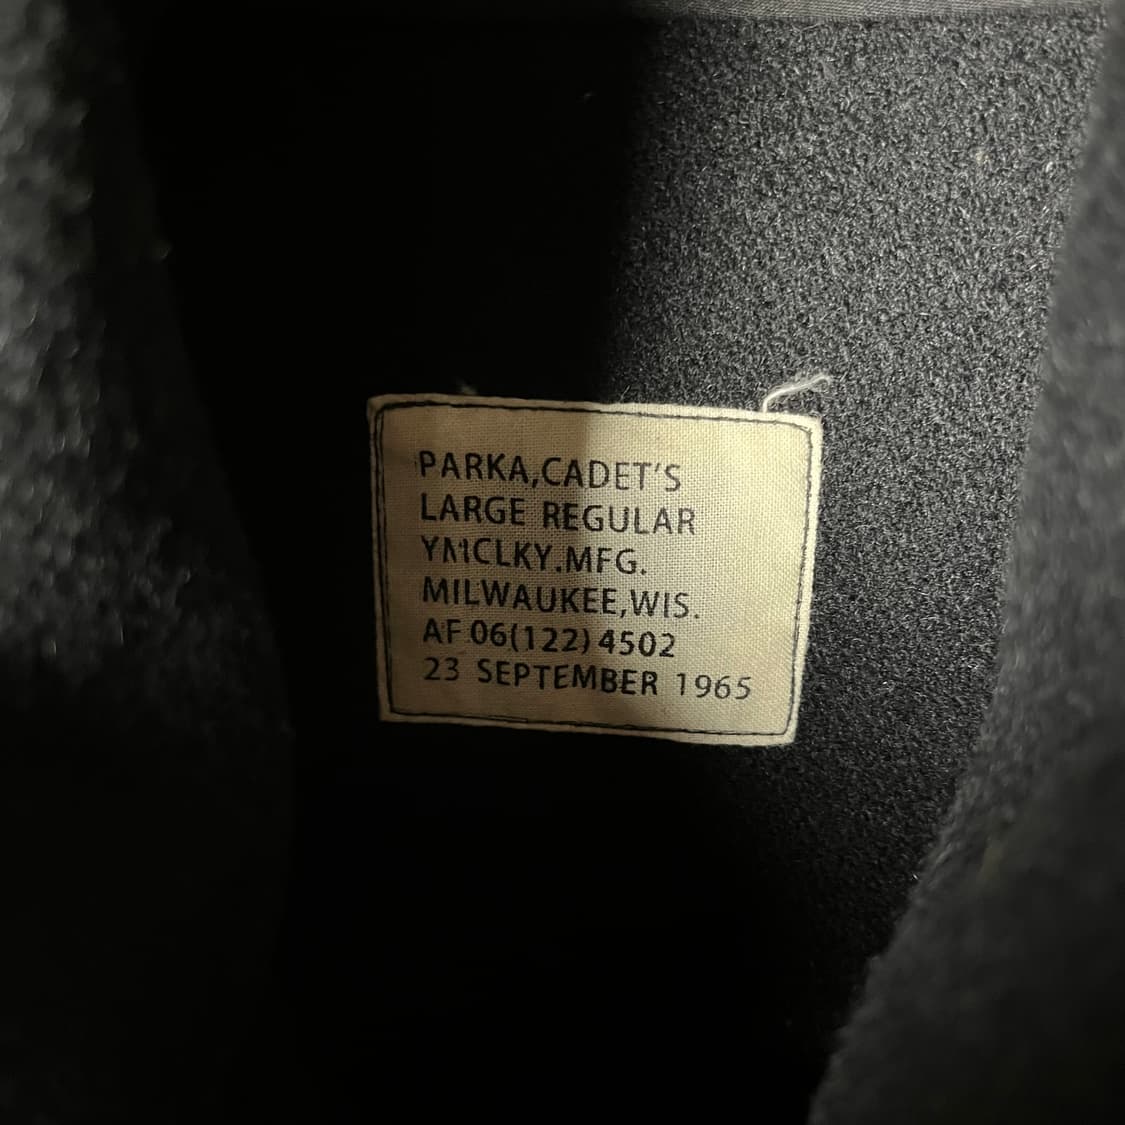 PARKA,CADET'S
LARGE REGULAR
YMCLKY.MFG.
MILWAUKEE,WIS.
AF 06(122)4502
23 SEPTEMBER 1965